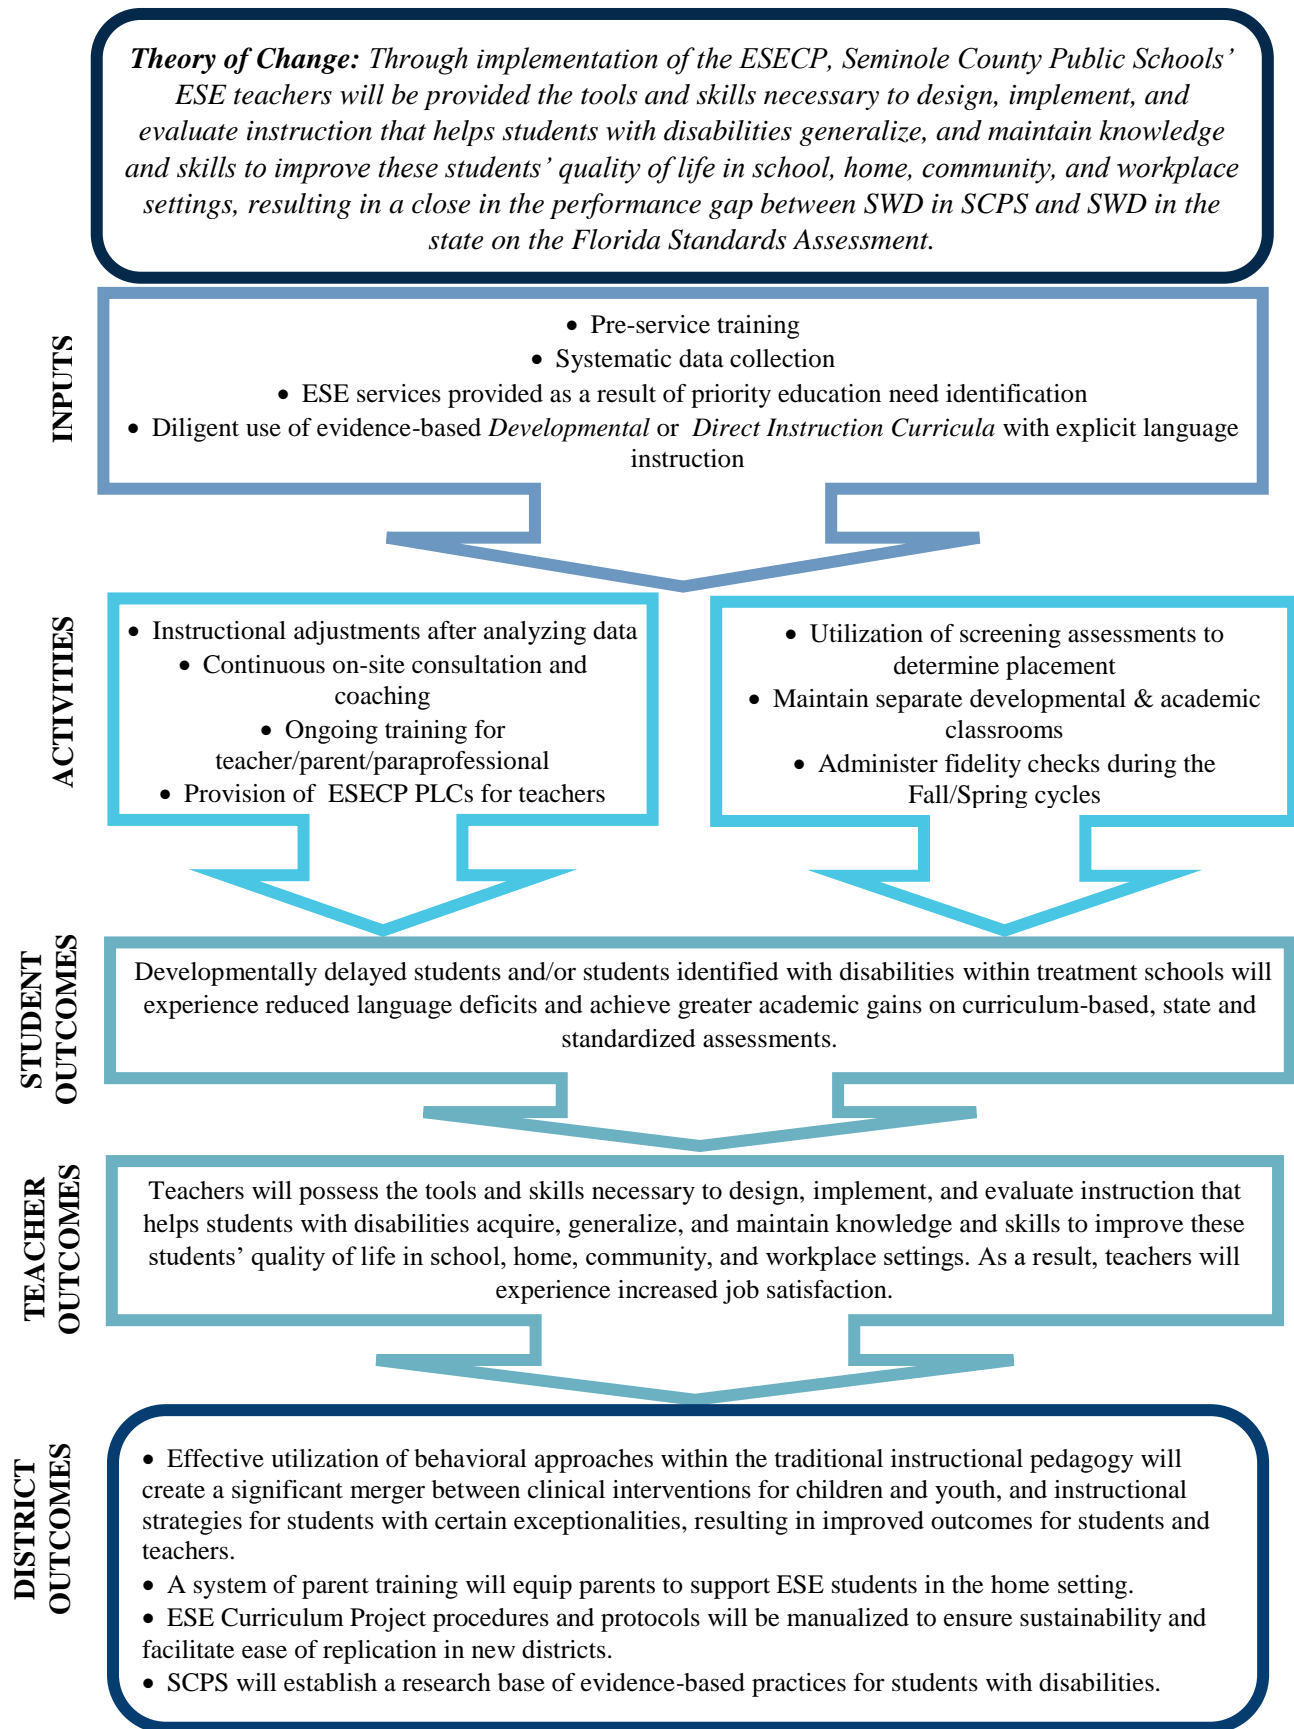 Theory of Change: Through implementation of the ESECP, Seminole County Public Schools’
ESE teachers will be provided the tools and skills necessary to design, implement, and
evaluate instruction that helps students with disabilities generalize, and maintain knowledge
and skills to improve these students’ quality of life in school, home, community, and workplace
settings, resulting in a close in the performance gap between SWD in SCPS and SWD in the
state on the Florida Standards Assessment.
INPUTS
• Pre-service training
• Systematic data collection
• ESE services provided as a result of priority education need identification
• Diligent use of evidence-based Developmental or Direct Instruction Curricula with explicit language
instruction
ACTIVITIES
• Instructional adjustments after analyzing data
• Continuous on-site consultation and
coaching
• Ongoing training for
teacher/parent/paraprofessional
• Provision of ESECP PLCs for teachers
• Utilization of screening assessments to
determine placement
• Maintain separate developmental & academic
classrooms
• Administer fidelity checks during the
Fall/Spring cycles
STUDENT
OUTCOMES
Developmentally delayed students and/or students identified with disabilities within treatment schools will
experience reduced language deficits and achieve greater academic gains on curriculum-based, state and
standardized assessments.
TEACHER
OUTCOMES
Teachers will possess the tools and skills necessary to design, implement, and evaluate instruction that
helps students with disabilities acquire, generalize, and maintain knowledge and skills to improve these
students’ quality of life in school, home, community, and workplace settings. As a result, teachers will
experience increased job satisfaction.
DISTRICT
OUTCOMES
• Effective utilization of behavioral approaches within the traditional instructional pedagogy will
create a significant merger between clinical interventions for children and youth, and instructional
strategies for students with certain exceptionalities, resulting in improved outcomes for students and
teachers.
• A system of parent training will equip parents to support ESE students in the home setting.
• ESE Curriculum Project procedures and protocols will be manualized to ensure sustainability and
facilitate ease of replication in new districts.
• SCPS will establish a research base of evidence-based practices for students with disabilities.